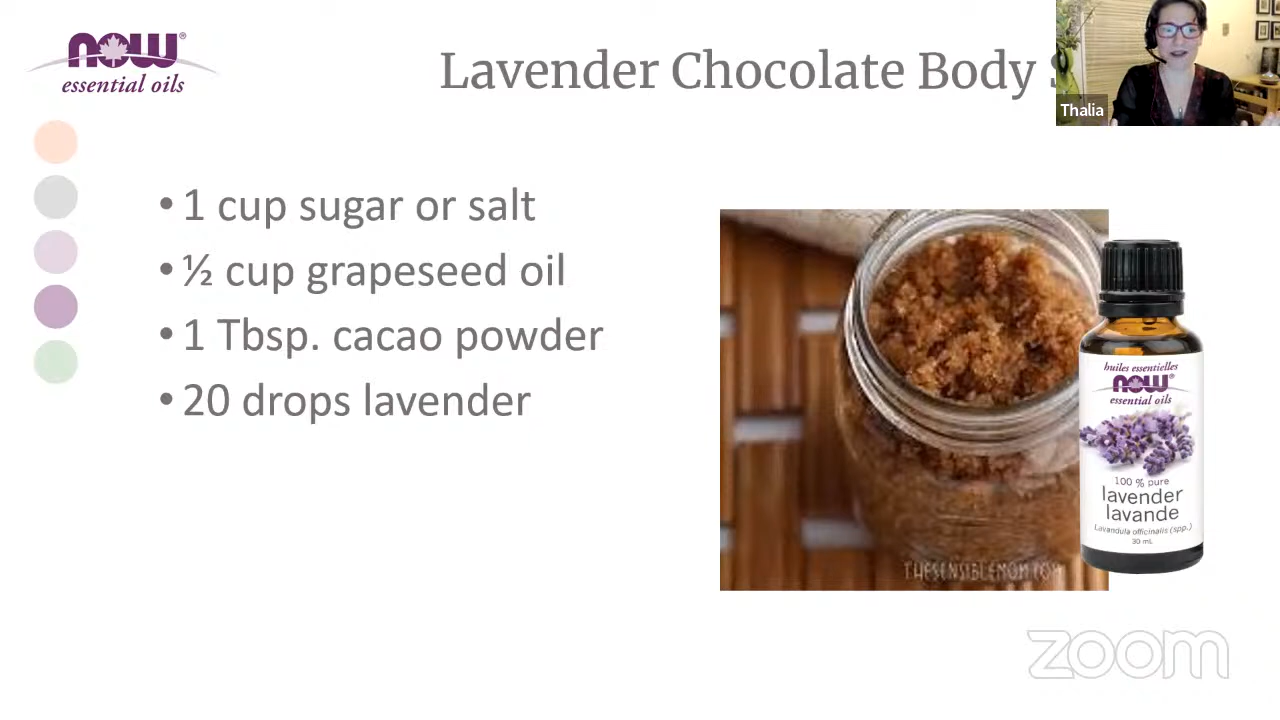 now®
essential oils
Lavender Chocolate Body
Thalia
• 1 cup sugar or salt
• ½ cup grapeseed oil
• 1 Tbsp. cacao powder
• 20 drops lavender
huiles essentielles
now®
essential oils
100 % pure
lavender
lavande
Lavandula officinalis (spp.)
30 mL
THESENSIBLEMOM.COM
zoom